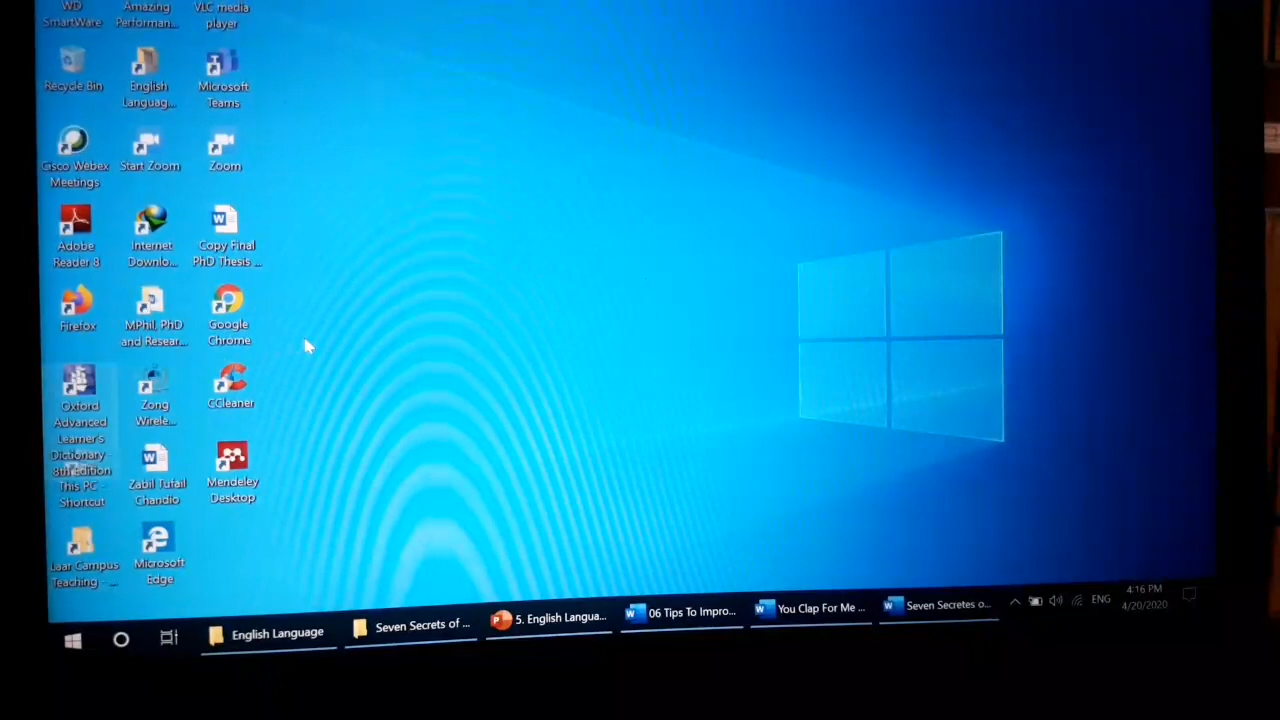 WD
SmartWare
Amazing
Performan...
VLC media
player
Recycle Bin
English
Languag...
Microsoft
Teams
Cisco Webex
Meetings
Start Zoom
Zoom
Adobe
Reader 8
Internet
Downlo...
Copy Final
PhD Thesis ...
Firefox
MPhil, PhD
and Resear...
Google
Chrome
Oxford
Advanced
Learner's
Dictionary -
8th Edition
This PC -
Shortcut
Zong
Wirele...
CCleaner
Zabil Tufail
Chandio
Mendeley
Desktop
Laar Campus
Teaching - ...
Microsoft
Edge
English Language
Seven Secrets of ...
5. English Langua...
06 Tips To Impro...
You Clap For Me ...
Seven Secretes o...
ENG
4:16 PM
4/20/2020